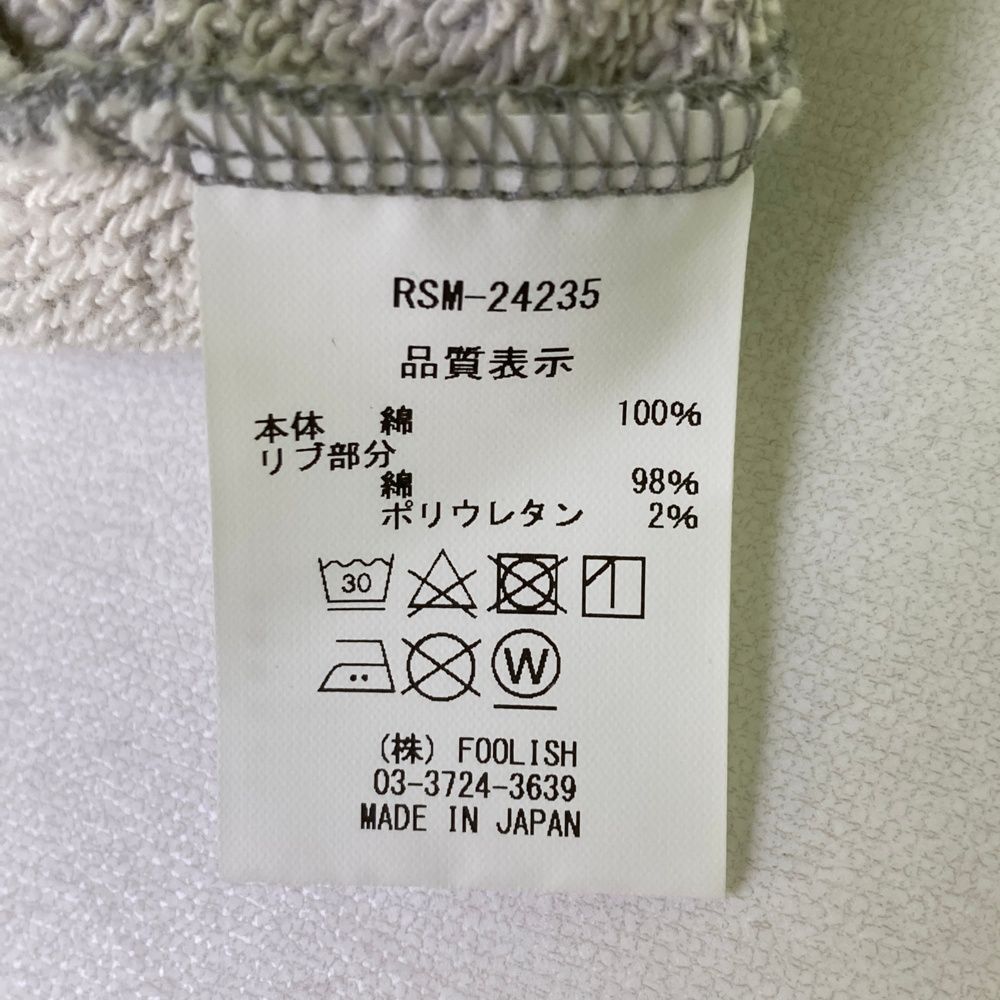 RSM-24235
品質表示
本体 綿 100%
リブ部分
綿 98%
ポリウレタン 2%
30
W
(株) FOOLISH
03-3724-3639
MADE IN JAPAN